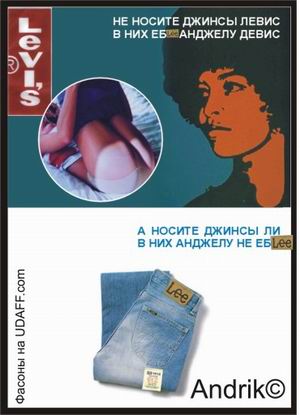 LEVI'S
®
НЕ НОСИТЕ ДЖИНСЫ ЛЕВИС
В НИХ ЕБLee АНДЖЕЛУ ДЕВИС
А НОСИТЕ ДЖИНСЫ ЛИ
В НИХ АНДЖЕЛУ НЕ ЕБLee
Lee
Фасоны на UDAFF.com
Andrik©